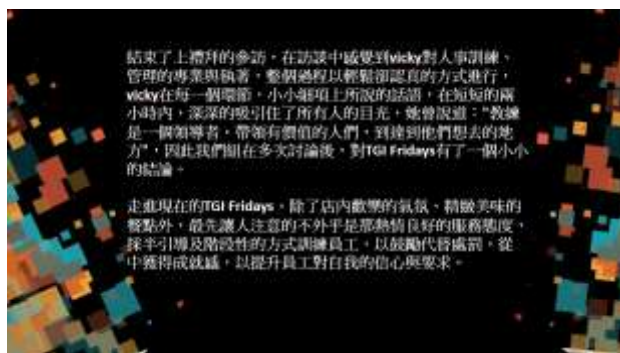 結束了上禮拜的參訪，在訪談中感受到vicky對人事訓練、
管理的專業與執著，整個過程以輕鬆卻認真的方式進行，
vicky在每一個環節，小小細項上所說的話語，在短短的兩
小時內，深深的吸引住了所有人的目光，她曾說道："教練
是一個領導者，帶領有價值的人們，到達到他們想去的地
方"，因此我們組在多次討論後，對TGI Fridays有了一個小小
的結論。
走進現在的TGI Fridays，除了店內歡樂的氣氛、精緻美味的
餐點外，最先讓人注意的不外乎是那熱情良好的服務態度，
採半引導及階段性的方式訓練員工，以鼓勵代替處罰，從
中獲得成就感，以提升員工對自我的信心與要求。